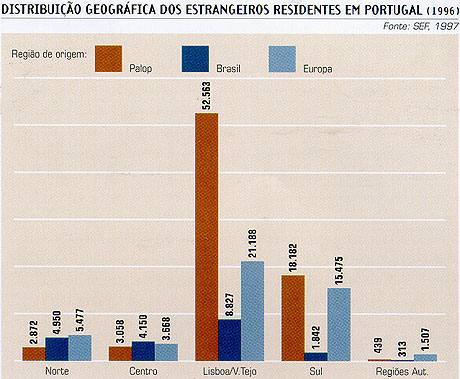 DISTRIBUIÇÃO GEOGRÁFICA DOS ESTRANGEIROS RESIDENTES EM PORTUGAL (1996)
Fonte: SEF, 1997
Região de origem: Palop Brasil Europa
2.872 4.950 5.477 3.058 4.150 3.668 52.563 8.827 21.188 18.182 1.842 15.475 439 313 1.507
Norte Centro Lisboa/V.Tejo Sul Regiões Aut.